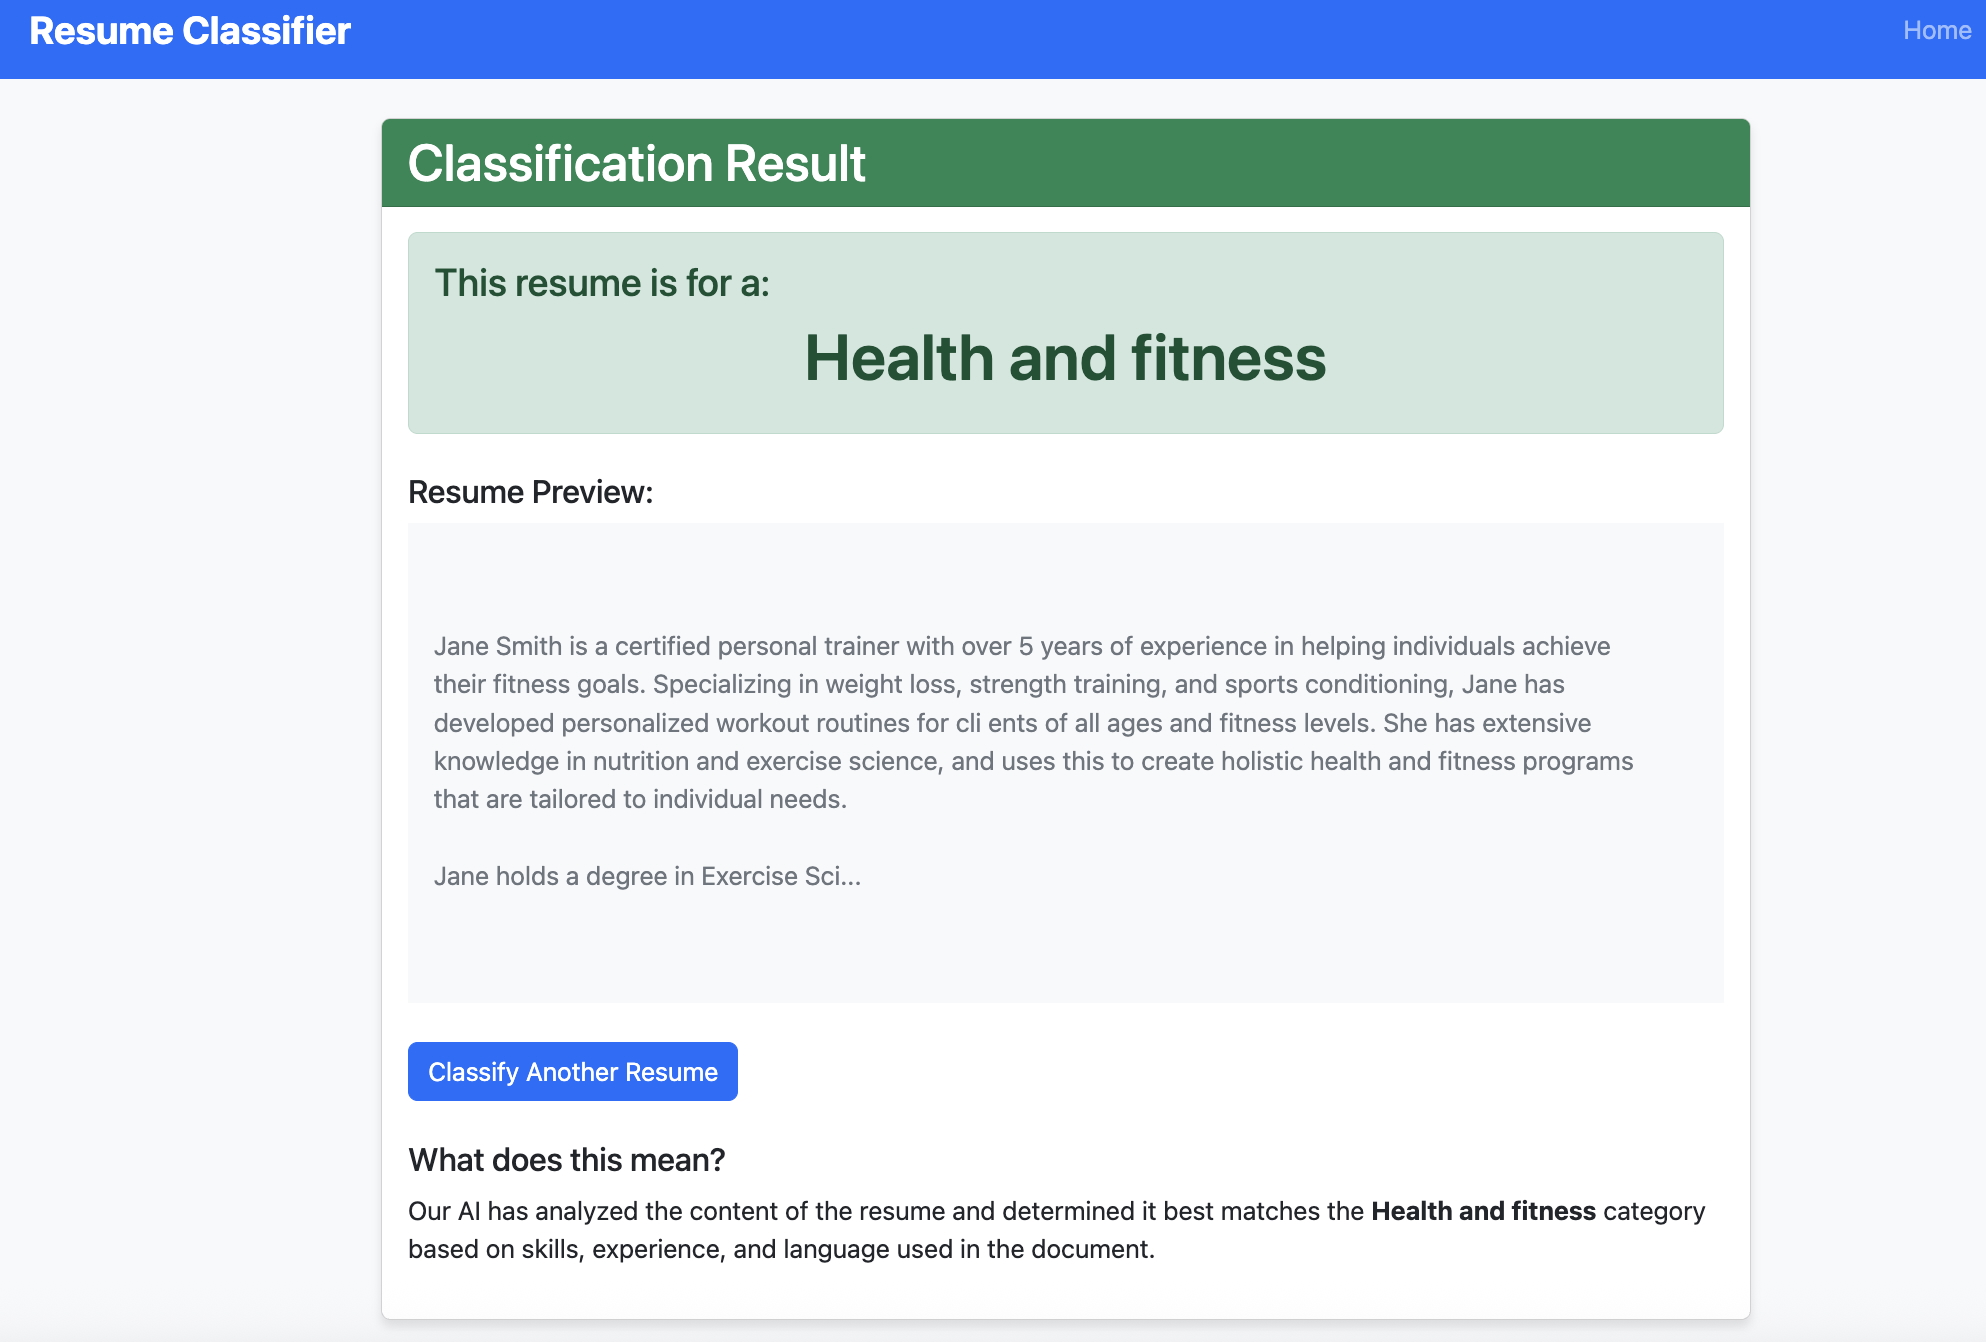 Resume Classifier
Home
Classification Result
This resume is for a:
Health and fitness
Resume Preview:
Jane Smith is a certified personal trainer with over 5 years of experience in helping individuals achieve
their fitness goals. Specializing in weight loss, strength training, and sports conditioning, Jane has
developed personalized workout routines for cli ents of all ages and fitness levels. She has extensive
knowledge in nutrition and exercise science, and uses this to create holistic health and fitness programs
that are tailored to individual needs.
Jane holds a degree in Exercise Sci...
Classify Another Resume
What does this mean?
Our AI has analyzed the content of the resume and determined it best matches the Health and fitness category
based on skills, experience, and language used in the document.